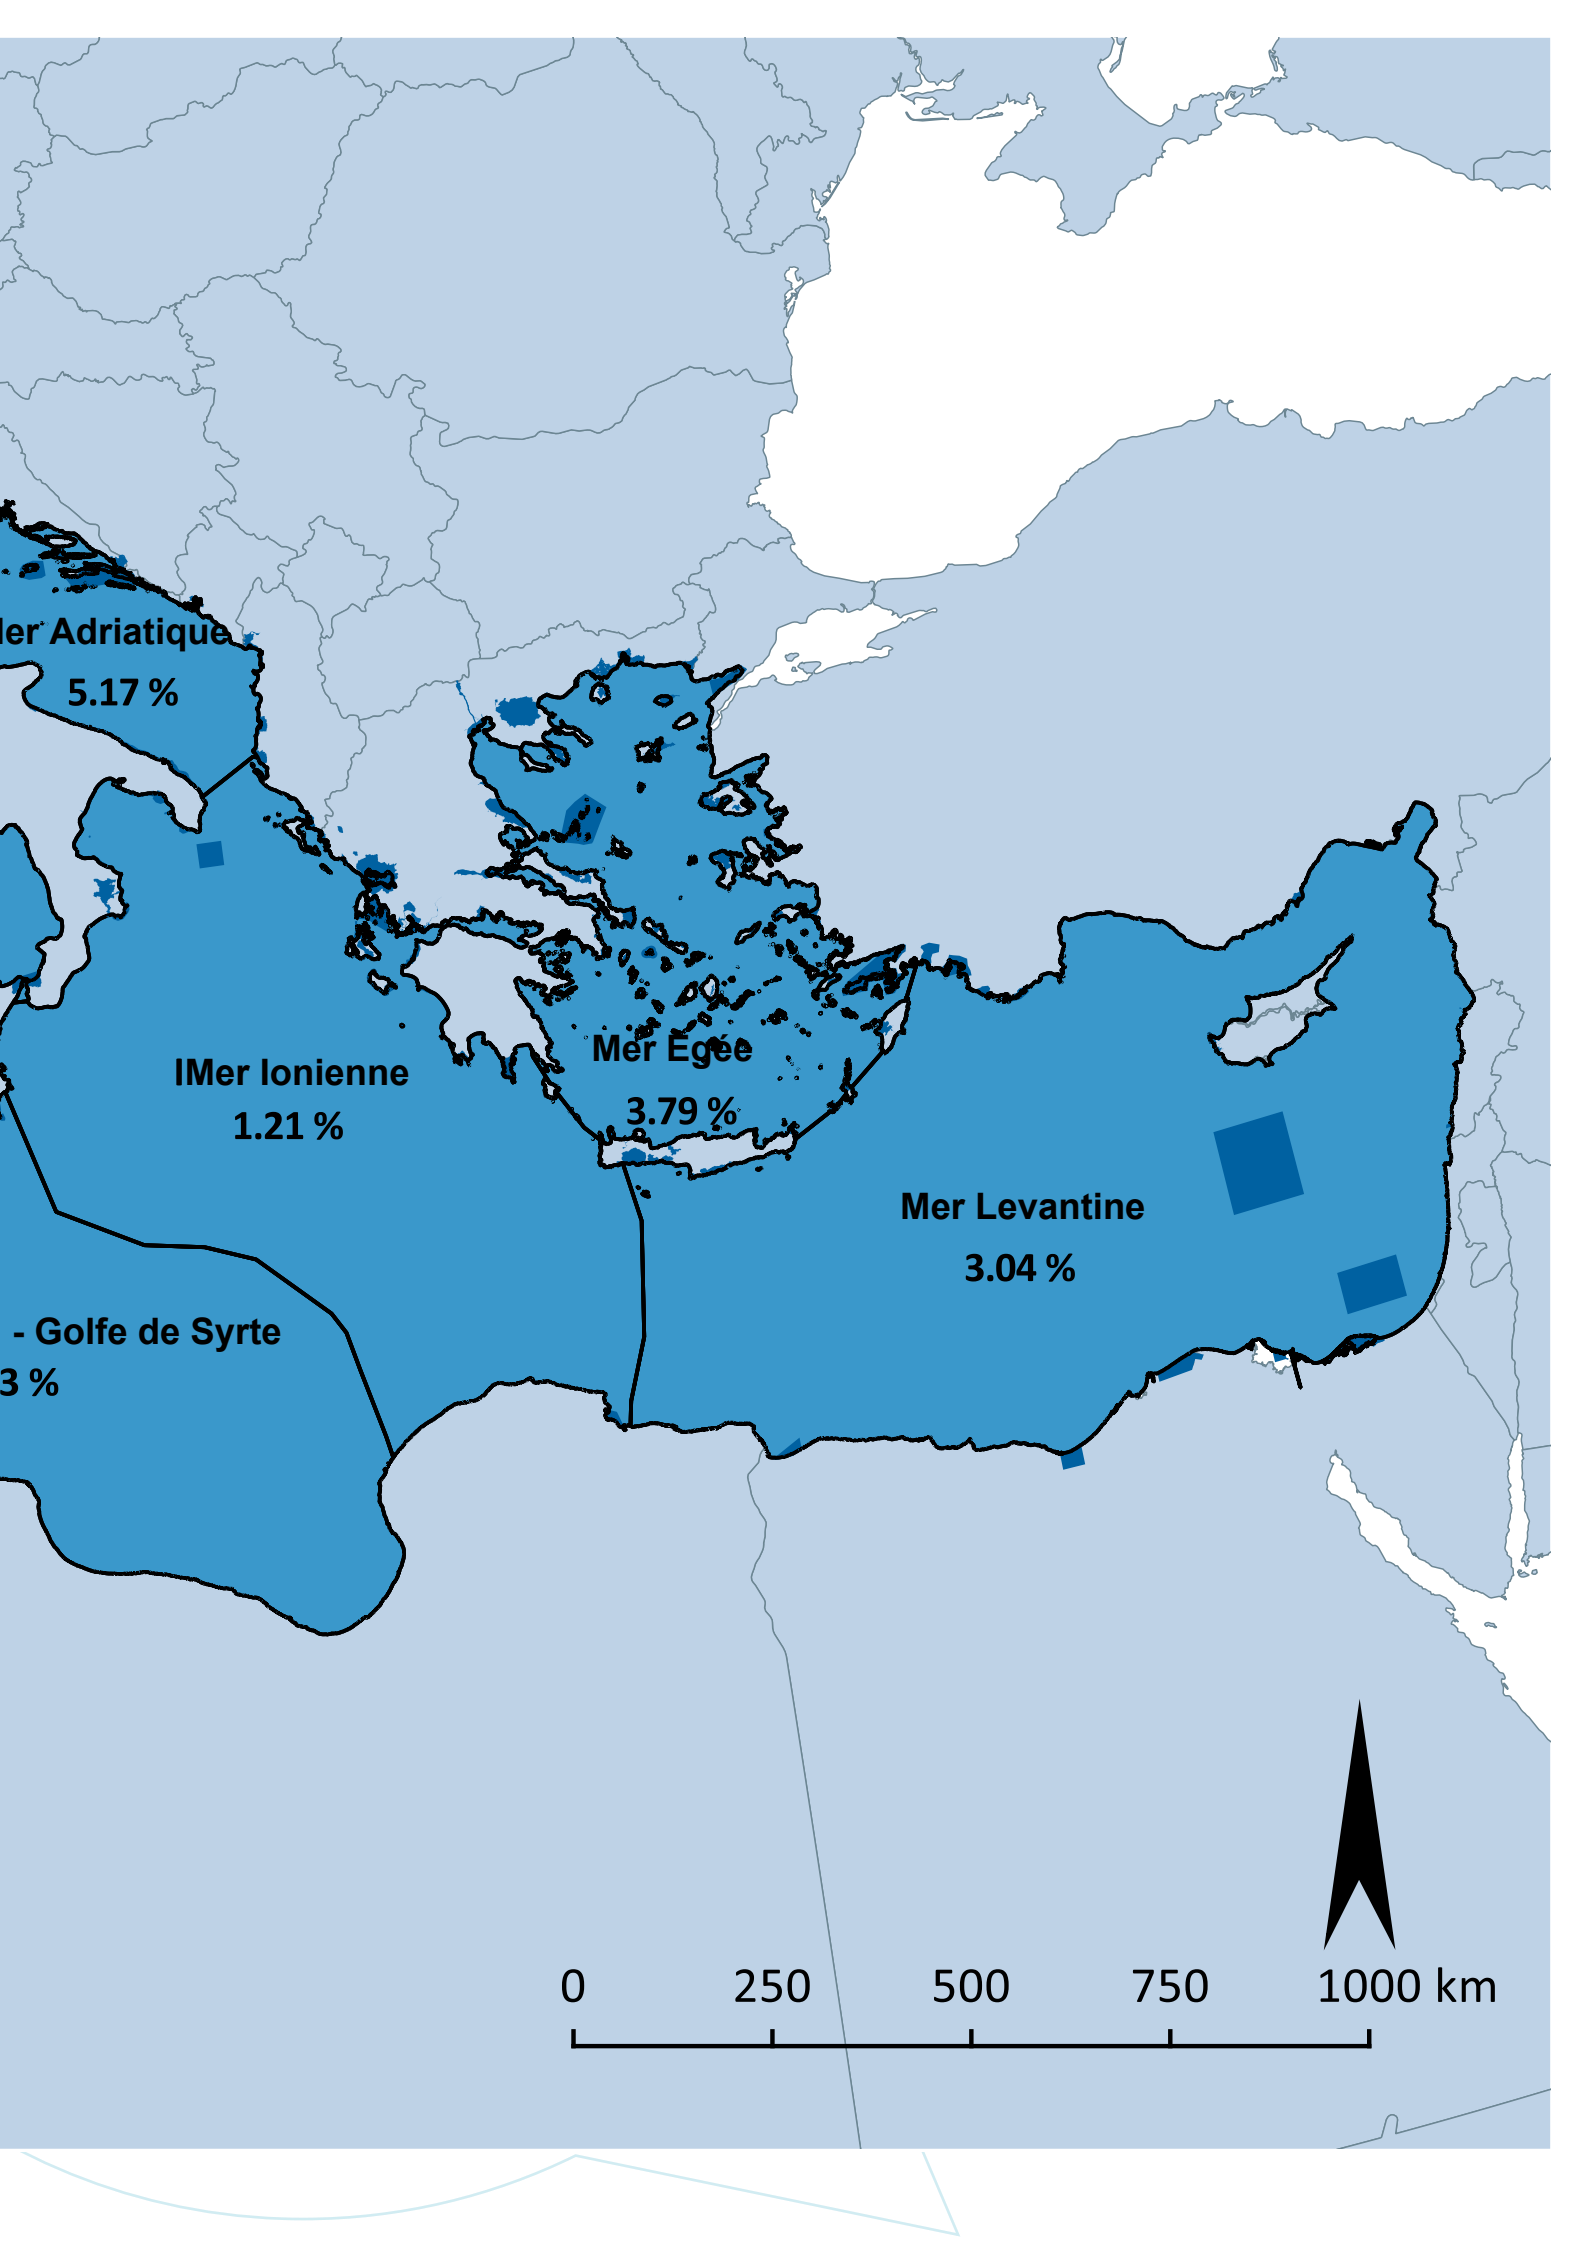 er Adriatique
5.17 %
IMer Ionienne
1.21 %
Mer Egée
3.79 %
Mer Levantine
3.04 %
- Golfe de Syrte
3 %
0 250 500 750 1000 km